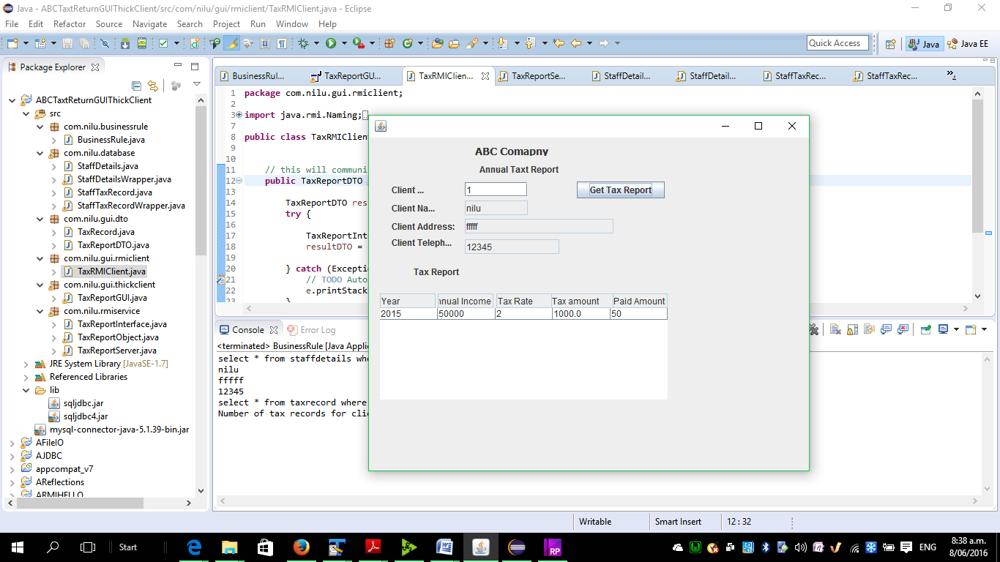 Java - ABCTaxtReturnGUIThickClient/src/com/nilu/gui/rmiclient/TaxRMIClient.java - Eclipse
File Edit Refactor Source Navigate Search Project Run Window Help
Quick Access
Java
Java EE
Package Explorer
ABCTaxtReturnGUIThickClient
src
com.nilu.businessrule
BusinessRule.java
com.nilu.database
StaffDetails.java
StaffDetailsWrapper.java
StaffTaxRecord.java
StaffTaxRecordWrapper.java
com.nilu.gui.dto
TaxRecord.java
TaxReportDTO.java
com.nilu.gui.rmiclient
TaxRMIClient.java
com.nilu.gui.thickclient
TaxReportGUI.java
com.nilu.rmiservice
TaxReportInterface.java
TaxReportObject.java
TaxReportServer.java
JRE System Library [JavaSE-1.7]
Referenced Libraries
lib
sqljdbc.jar
sqljdbc4.jar
mysql-connector-java-5.1.39-bin.jar
AFileIO
AJDBC
appcompat_v7
AReflections
ARMIHELLO
BusinessRul... TaxReportGU... TaxRMIClien... TaxReportSe... StaffDetail... StaffDetail... StaffTaxRec... StaffTaxRec... »4
1 package com.nilu.gui.rmiclient;
2
3 import java.rmi.Naming;
7
8 public class TaxRMIClient
9
10
11 // this will communi
12 public TaxReportDTO
13
14 TaxReportDTO res
15 try {
16
17 TaxReportInt
18 resultDTO =
19
20 } catch (Excepti
21 // TODO Auto
22 e.printStack
23 }
ABC Comapny
Annual Taxt Report
Client ... 1 Get Tax Report
Client Na... nilu
Client Address: fffff
Client Teleph... 12345
Tax Report
Year nnual Income Tax Rate Tax amount Paid Amount
2015 50000 2 1000.0 50
Console Error Log
<terminated> BusinessRule [Java Applic
select * from staffdetails whe
nilu
fffff
12345
select * from taxrecord where
Number of tax records for clie
Writable Smart Insert 12 : 32
Start
RP
ENG
8:38 a.m.
8/06/2016